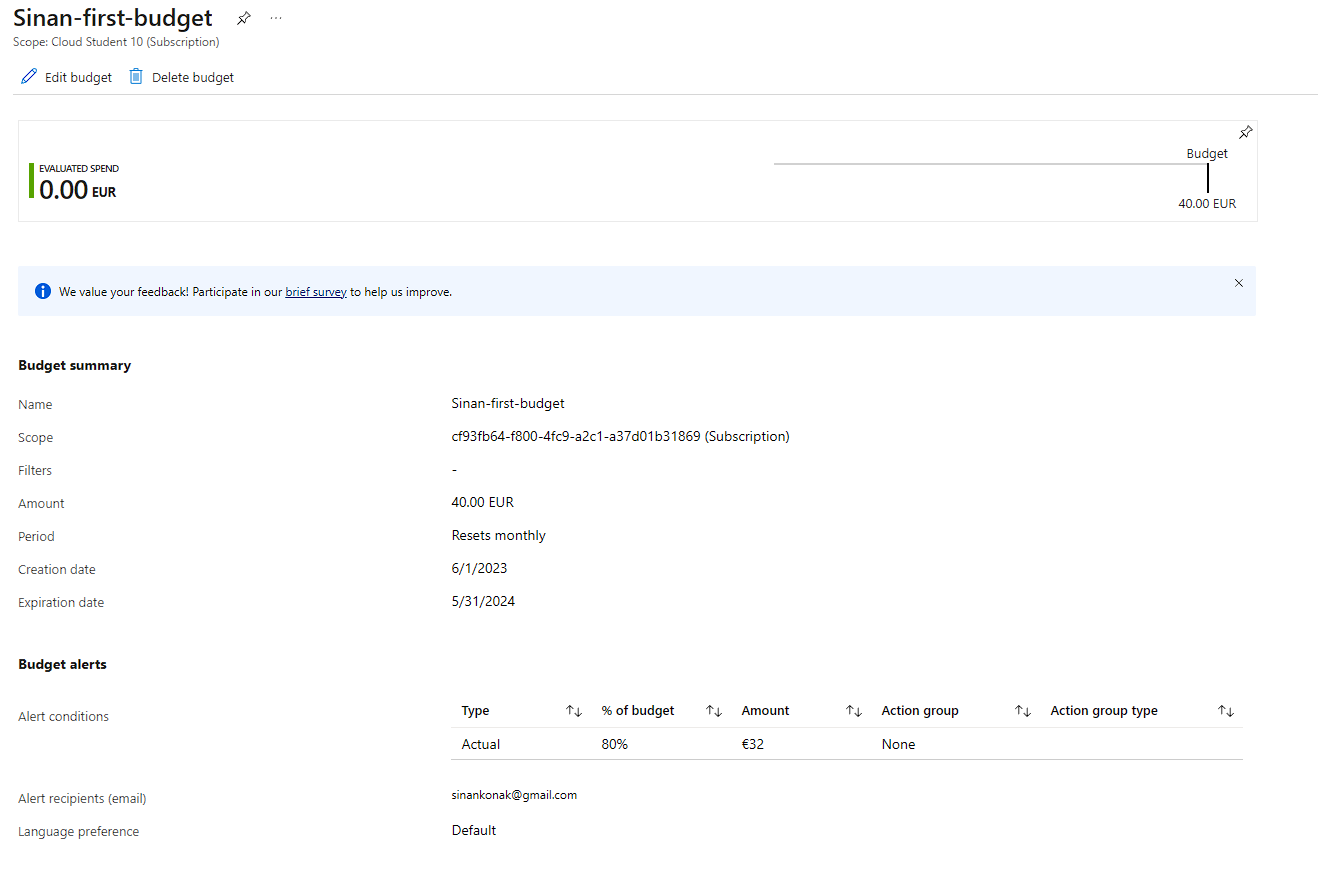 Sinan-first-budget ...
Scope: Cloud Student 10 (Subscription)
Edit budget Delete budget
Budget
EVALUATED SPEND
0.00 EUR
40.00 EUR
We value your feedback! Participate in our brief survey to help us improve.
Budget summary
Name Sinan-first-budget
Scope cf93fb64-f800-4fc9-a2c1-a37d01b31869 (Subscription)
Filters -
Amount 40.00 EUR
Period Resets monthly
Creation date 6/1/2023
Expiration date 5/31/2024
Budget alerts
Alert conditions
Type ↑↓ % of budget ↑↓ Amount ↑↓ Action group ↑↓ Action group type ↑↓
Actual 80% €32 None
Alert recipients (email) sinankonak@gmail.com
Language preference Default